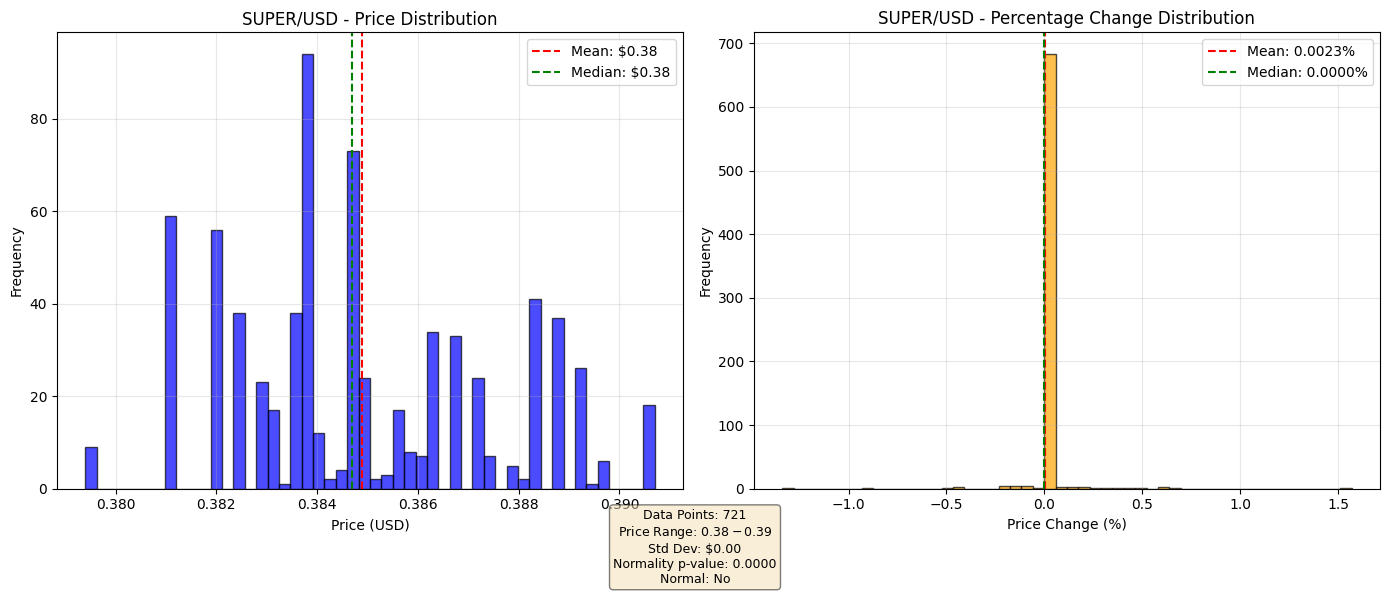 SUPER/USD - Price Distribution
Mean: $0.38
Median: $0.38
Frequency
80
60
40
20
0
0.380 0.382 0.384 0.386 0.388 0.390
Price (USD)
SUPER/USD - Percentage Change Distribution
Mean: 0.0023%
Median: 0.0000%
Frequency
700
600
500
400
300
200
100
0
−1.0 −0.5 0.0 0.5 1.0 1.5
Price Change (%)
Data Points: 721
Price Range: 0.38 − 0.39
Std Dev: $0.00
Normality p-value: 0.0000
Normal: No